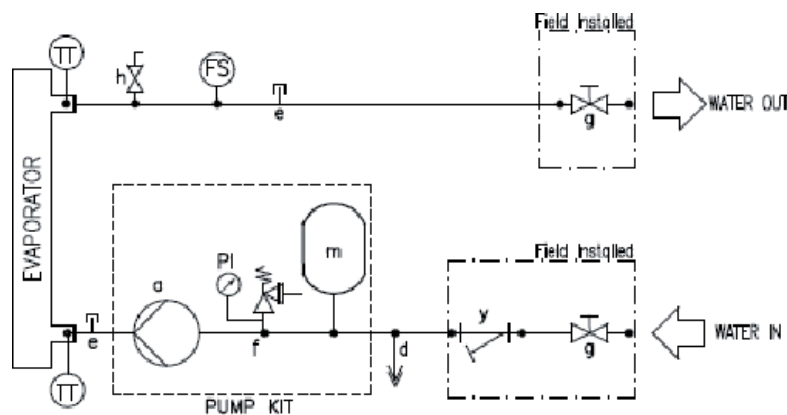 Field Installed
TT
h
FS
e
g
WATER OUT
EVAPORATOR
PI
m
a
Field Installed
y
e
f
d
g
WATER IN
TT
PUMP KIT